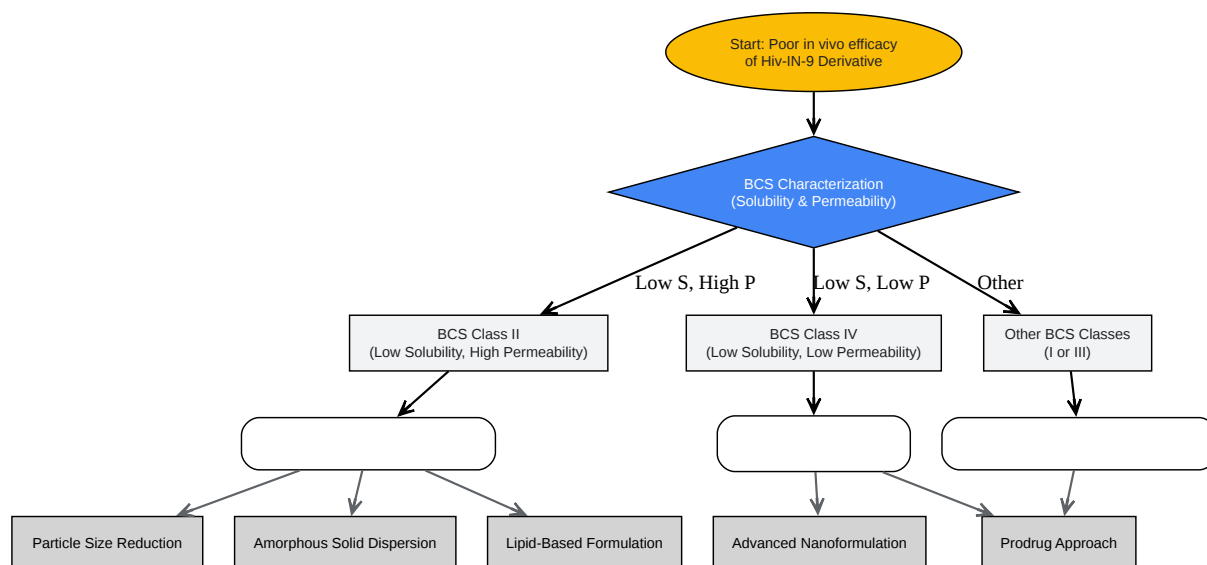 Start: Poor in vivo efficacy
of Hiv-IN-9 Derivative
BCS Characterization
(Solubility & Permeability)
Low S, High P
Low S, Low P
Other
BCS Class II
(Low Solubility, High Permeability)
BCS Class IV
(Low Solubility, Low Permeability)
Other BCS Classes
(I or III)
Particle Size Reduction
Amorphous Solid Dispersion
Lipid-Based Formulation
Advanced Nanoformulation
Prodrug Approach